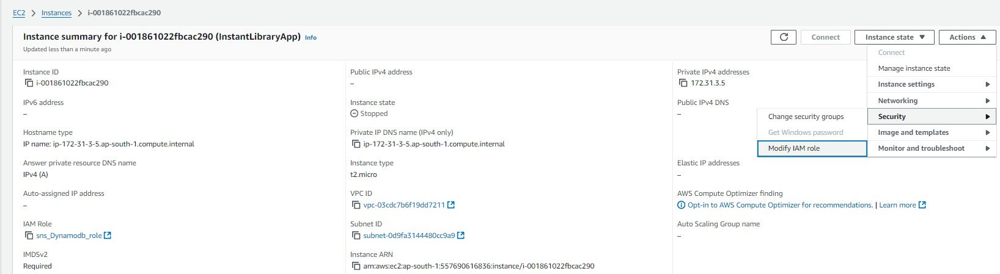 EC2 > Instances > i-001861022fbcac290
Instance summary for i-001861022fbcac290 (InstantLibraryApp) Info
Updated less than a minute ago
Connect
Instance state
Actions
Connect
Manage instance state
Instance settings
Networking
Security
Image and templates
Monitor and troubleshoot
Change security groups
Get Windows password
Modify IAM role
Instance ID
i-001861022fbcac290
Public IPv4 address
–
Private IPv4 addresses
172.31.3.5
IPv6 address
–
Instance state
Stopped
Public IPv4 DNS
–
Hostname type
IP name: ip-172-31-3-5.ap-south-1.compute.internal
Private IP DNS name (IPv4 only)
ip-172-31-3-5.ap-south-1.compute.internal
Answer private resource DNS name
IPv4 (A)
Instance type
t2.micro
Elastic IP addresses
–
Auto-assigned IP address
–
VPC ID
vpc-03cdc7b6f19dd7211
AWS Compute Optimizer finding
Opt-in to AWS Compute Optimizer for recommendations. | Learn more
IAM Role
sns_Dynamodb_role
Subnet ID
subnet-0d9fa3144480cc9a9
Auto Scaling Group name
–
IMDSv2
Required
Instance ARN
arn:aws:ec2:ap-south-1:557690616836:instance/i-001861022fbcac290